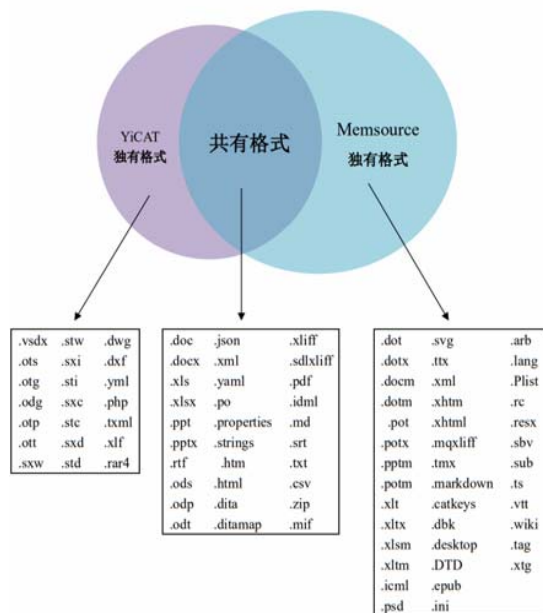 YiCAT
独有格式
共有格式
Memsource
独有格式
.vsdx .stw .dwg
.ots .sxi .dxf
.otg .sti .yml
.odg .sxc .php
.otp .stc .txml
.ott .sxd .xlf
.sxw .std .rar4
.doc .json .xliff
.docx .xml .sdlxliff
.xls .yaml .pdf
.xlsx .po .idml
.ppt .properties .md
.pptx .strings .srt
.rtf .htm .txt
.ods .html .csv
.odp .dita .zip
.odt .ditamap .mif
.dot .svg .arb
.dotx .ttx .lang
.docm .xml .Plist
.dotm .xhtm .rc
.pot .xhtml .resx
.potx .mqxliff .sbv
.pptm .tmx .sub
.potm .markdown .ts
.xlt .catkeys .vtt
.xltx .dbk .wiki
.xlsm .desktop .tag
.xltm .DTD .xtg
.icml .epub
.psd .ini